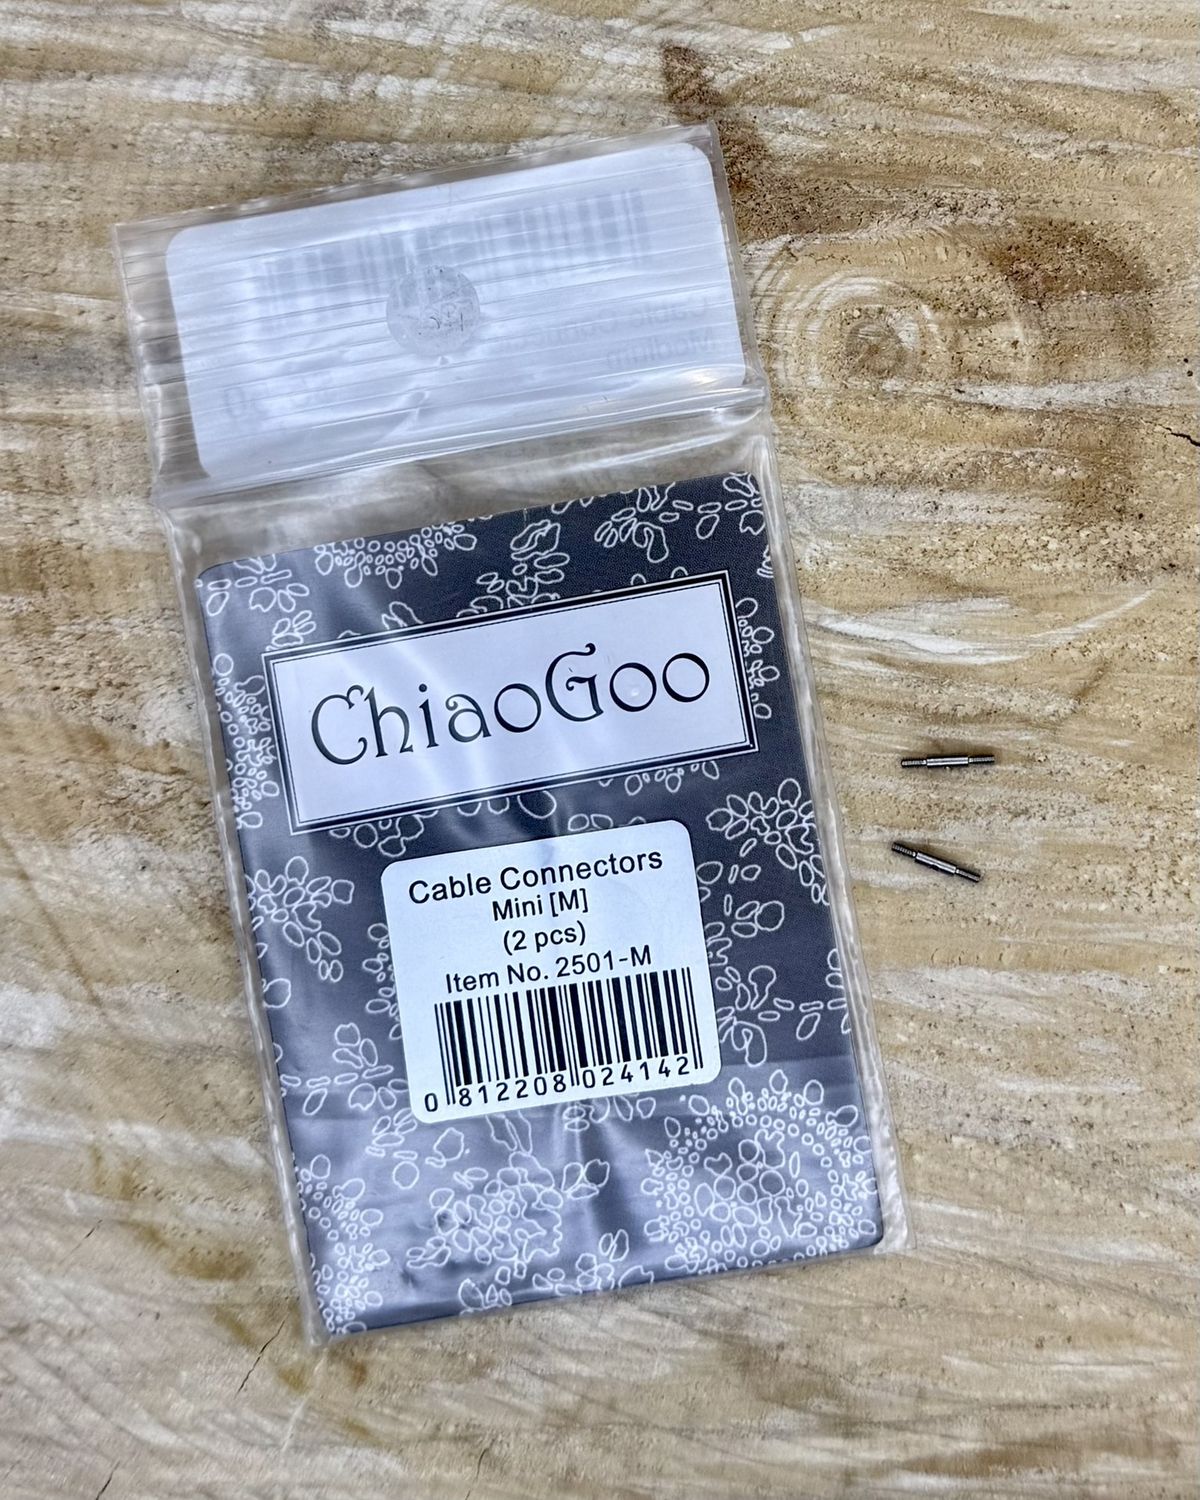 ChiaoGoo
Cable Connectors
Mini [M]
(2 pcs)
Item No. 2501-M
0 812208 024142